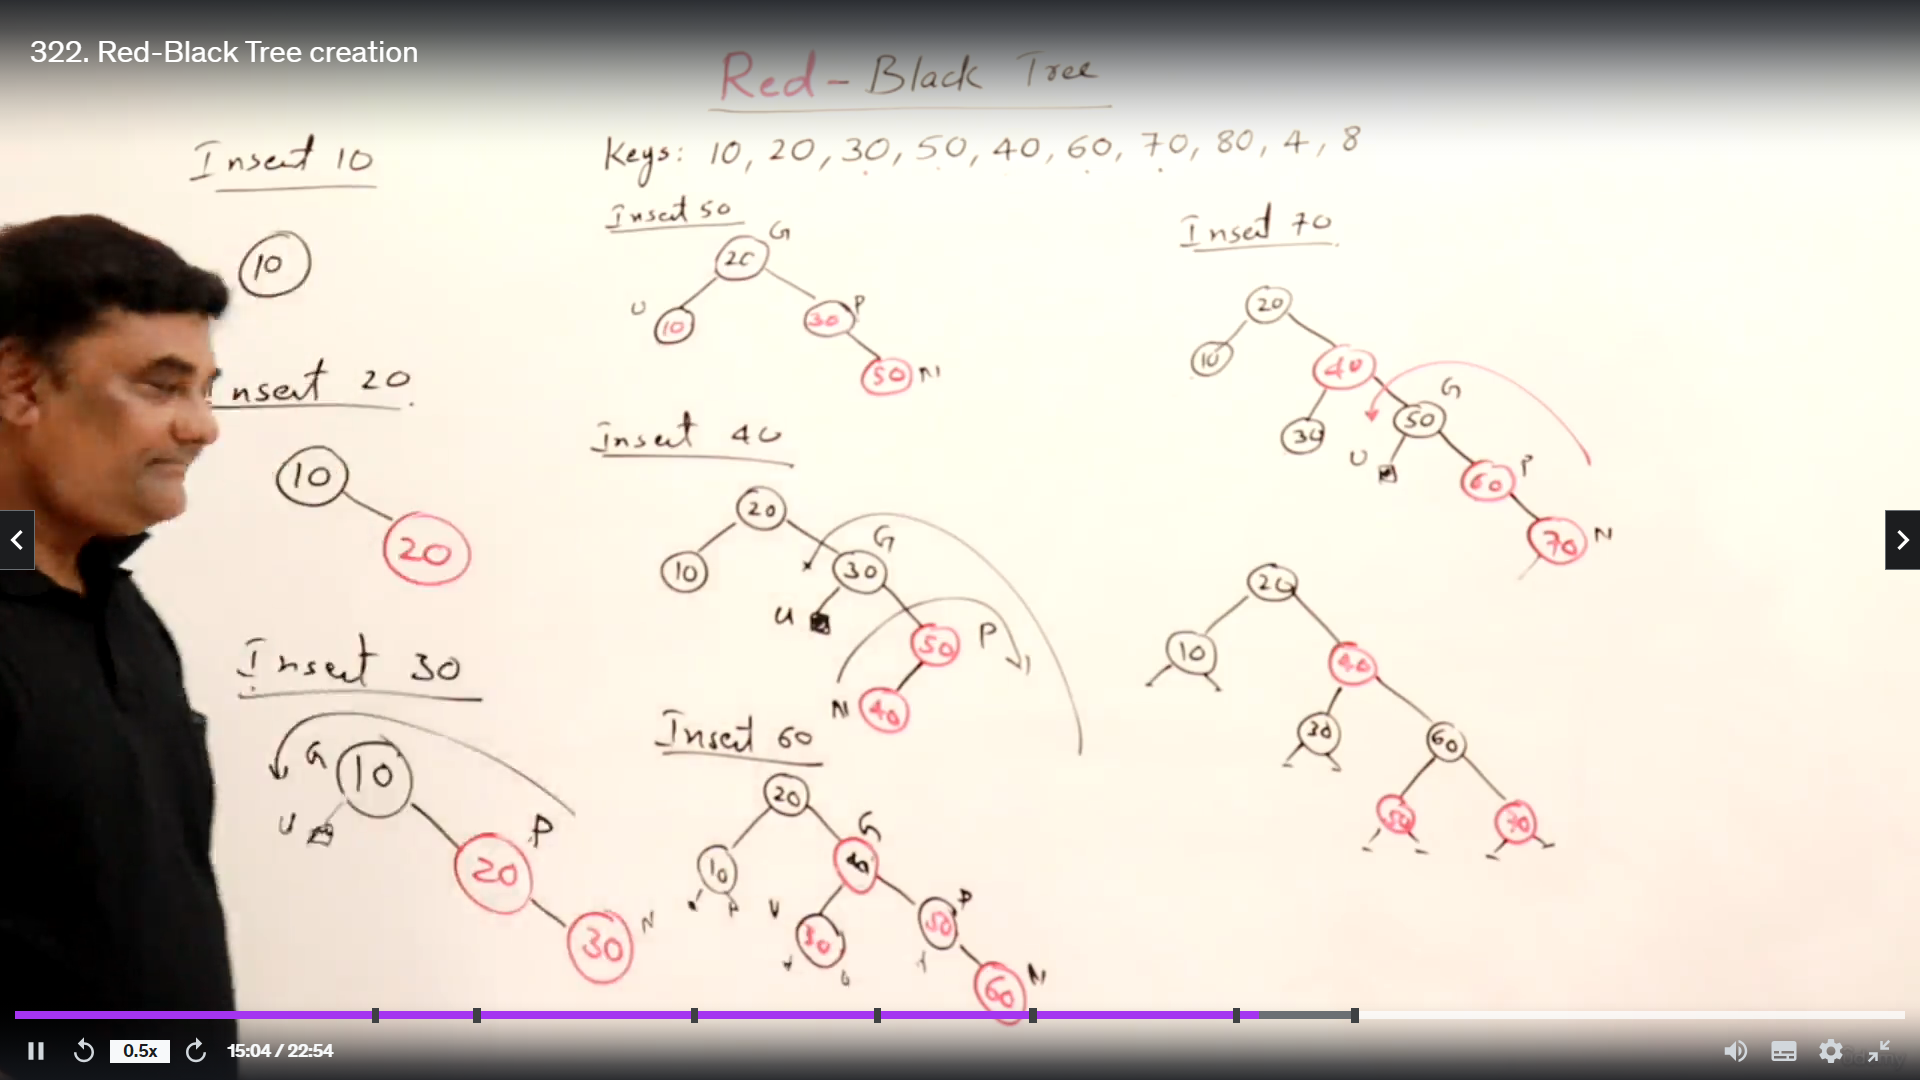 322. Red-Black Tree creation
Red - Black Tree
Keys: 10, 20, 30, 50, 40, 60, 70, 80, 4, 8
Insert 10
10
Insert 20
10
20
Insert 30
G
10
U
P
20
N
30
Insert 50
G
20
U
10
P
30
50 N
Insert 40
20
10
G
30
U
50
P
N
40
Insert 60
20
G
10
40
U
30
P
50
N
60
Insert 70
20
10
40
G
30
50
U
60
P
70
N
20
10
40
30
60
50
70
0.5x
15:04 / 22:54